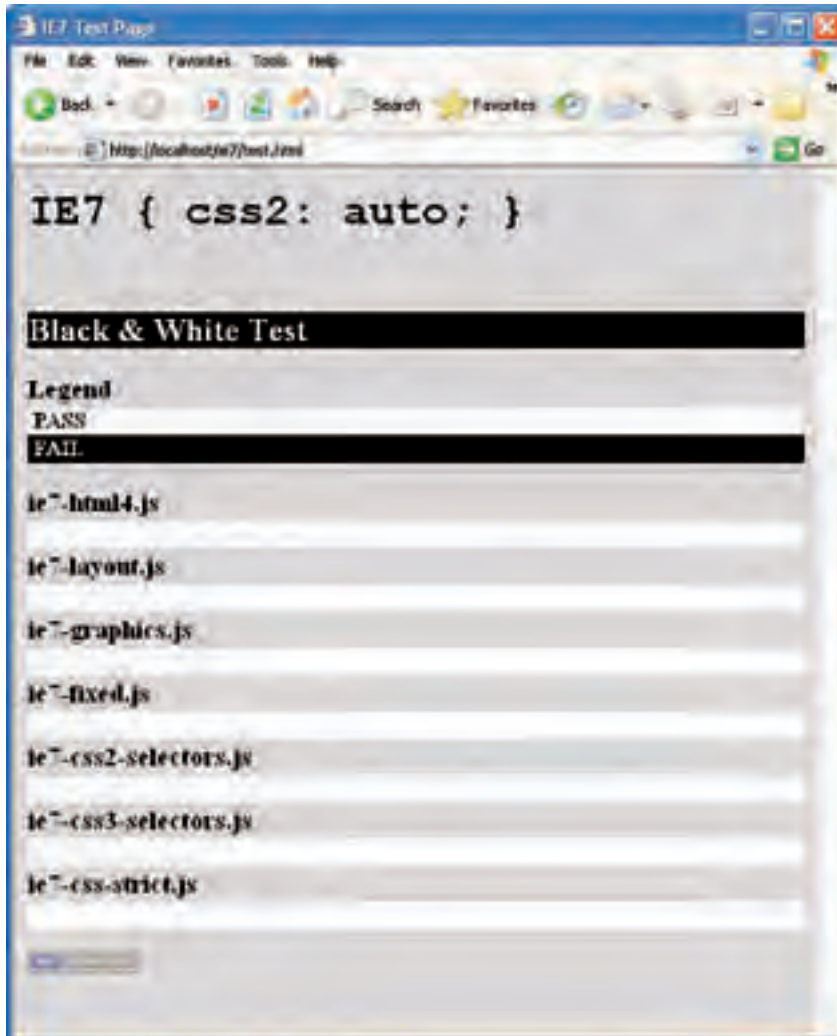 IE7 Test Page
File Edit View Favorites Tools Help
Back Search Favorites
http://localhost/ie7/test.html Go
IE7 { css2: auto; }
Black & White Test
Legend
PASS
FAIL
ie7-html4.js
ie7-layout.js
ie7-graphics.js
ie7-fixed.js
ie7-css2-selectors.js
ie7-css3-selectors.js
ie7-css-strict.js